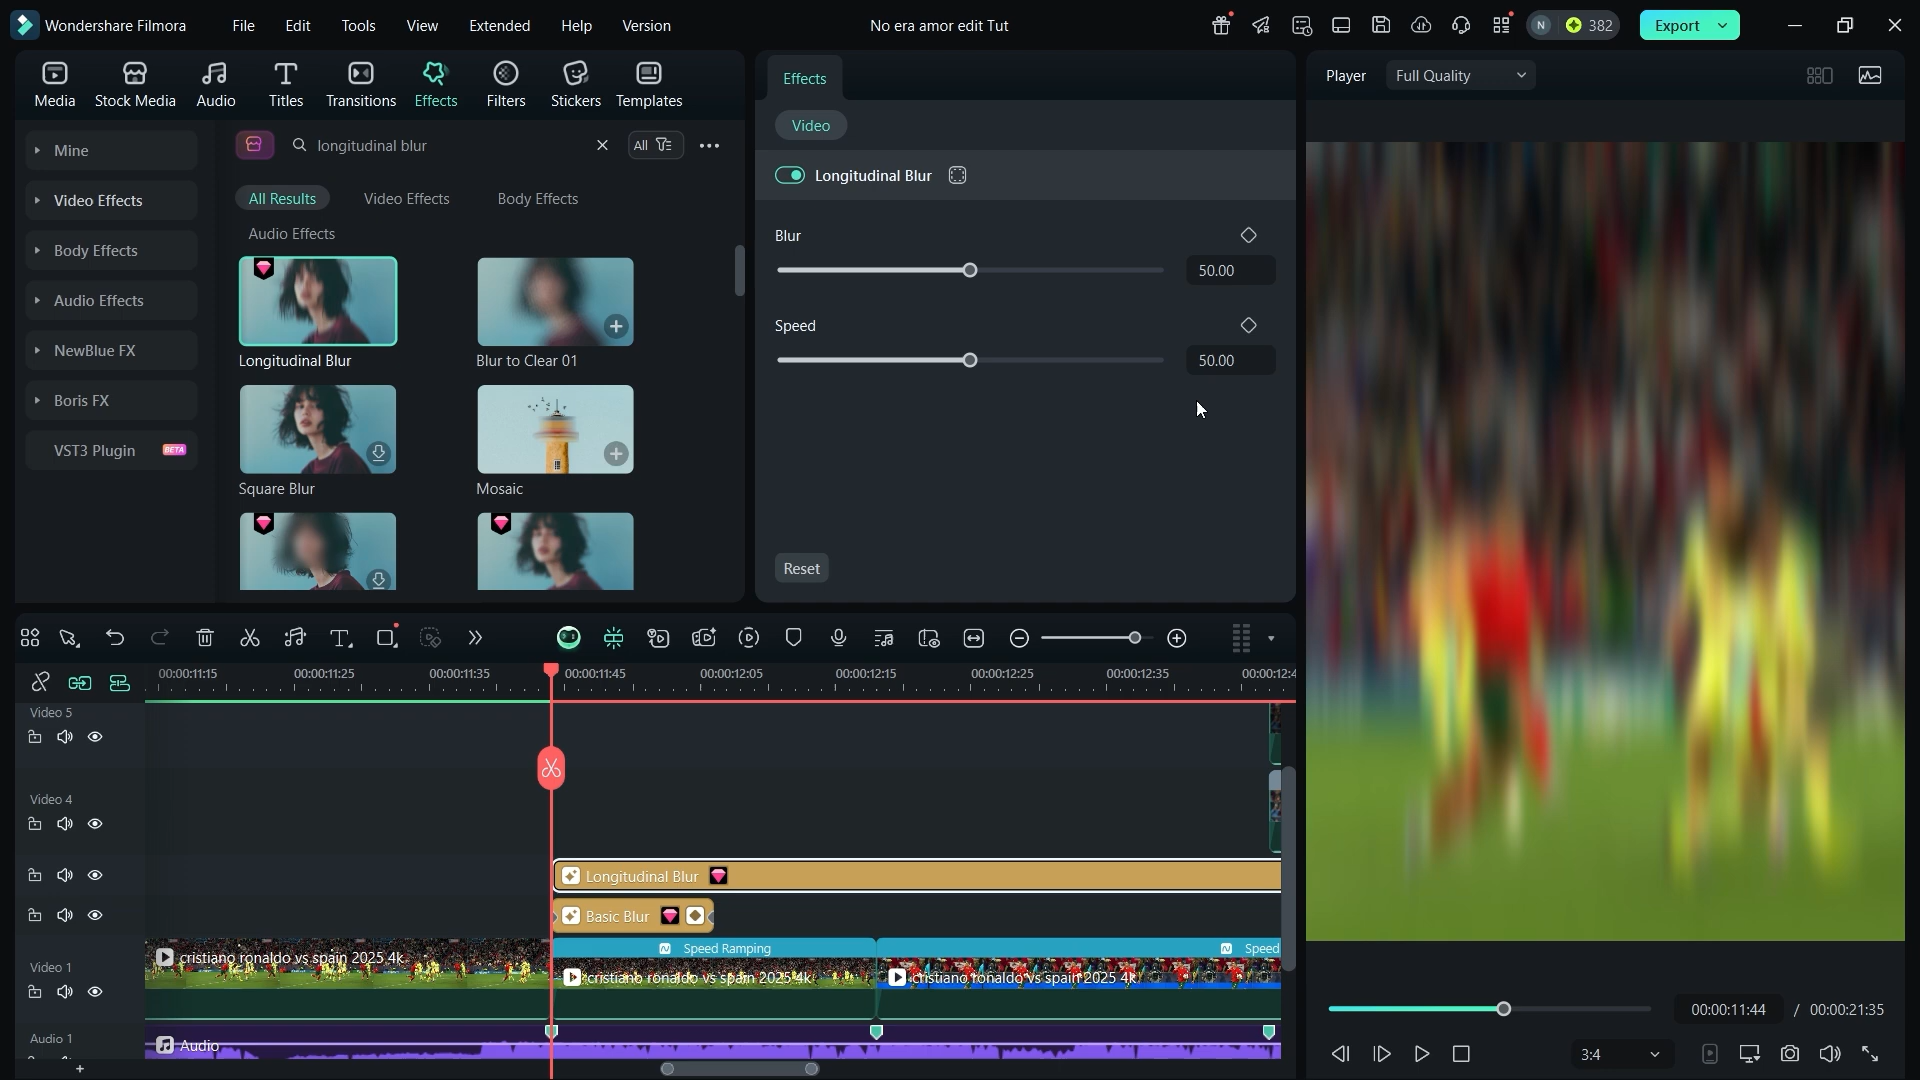 Wondershare Filmora
File
Edit
Tools
View
Extended
Help
Version
No era amor edit Tut
N
382
Export
Media
Stock Media
Audio
Titles
Transitions
Effects
Filters
Stickers
Templates
Mine
Video Effects
Body Effects
Audio Effects
NewBlue FX
Boris FX
VST3 Plugin
BETA
longitudinal blur
All
All Results
Video Effects
Body Effects
Audio Effects
Longitudinal Blur
Blur to Clear 01
Square Blur
Mosaic
Effects
Video
Longitudinal Blur
Blur
50.00
Speed
50.00
Reset
Player
Full Quality
00:00:11:44 / 00:00:21:35
3:4
00:00:11:15
00:00:11:25
00:00:11:35
00:00:11:45
00:00:12:05
00:00:12:15
00:00:12:25
00:00:12:35
00:00:12:4
Video 5
Video 4
Longitudinal Blur
Basic Blur
Video 1
cristiano ronaldo vs spain 2025 4k
Speed Ramping
cristiano ronaldo vs spain 2025 4k
Speed
cristiano ronaldo vs spain 2025 4k
Audio 1
Audio